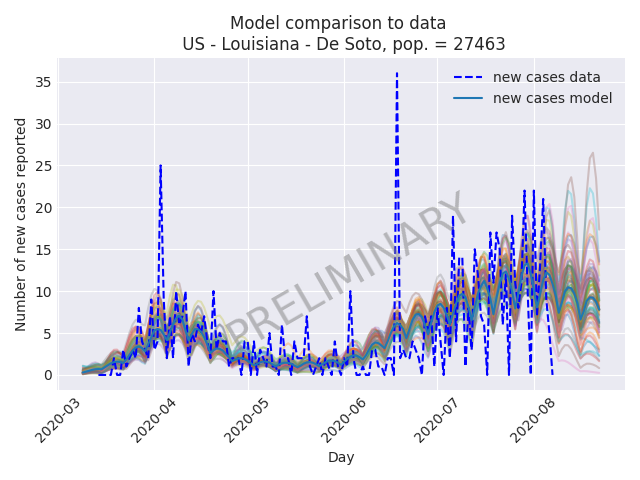 Model comparison to data
US - Louisiana - De Soto, pop. = 27463
new cases data
new cases model
Number of new cases reported
35
30
25
20
15
10
5
0
PRELIMINARY
2020-03
2020-04
2020-05
2020-06
2020-07
2020-08
Day